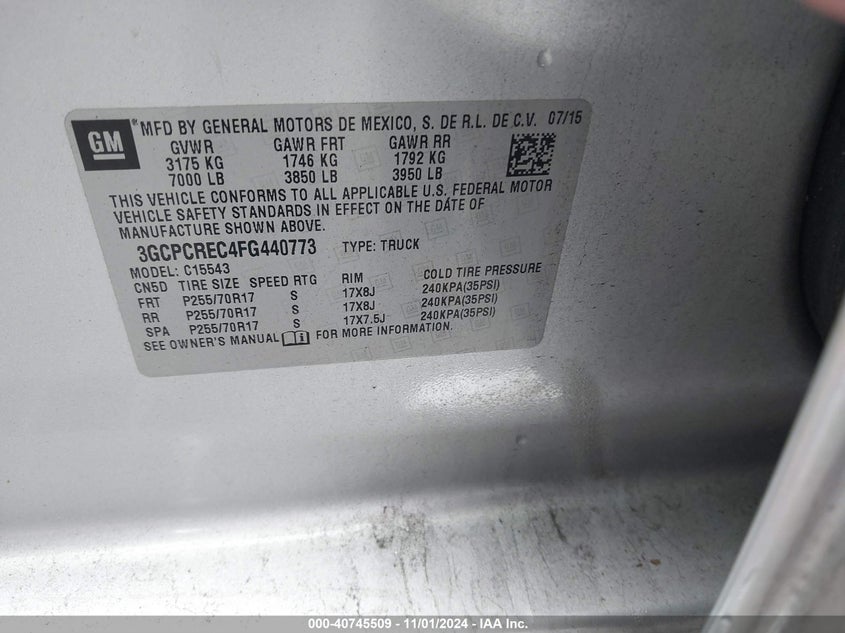 GM
®MFD BY GENERAL MOTORS DE MEXICO, S. DE R.L. DE C.V. 07/15
GVWR GAWR FRT GAWR RR
3175 KG 1746 KG 1792 KG
7000 LB 3850 LB 3950 LB
THIS VEHICLE CONFORMS TO ALL APPLICABLE U.S. FEDERAL MOTOR
VEHICLE SAFETY STANDARDS IN EFFECT ON THE DATE OF
MANUFACTURE SHOWN ABOVE.
3GCPCREC4FG440773 TYPE: TRUCK
MODEL: C15543
CN5D TIRE SIZE SPEED RTG RIM COLD TIRE PRESSURE
FRT P255/70R17 S 17X8J 240KPA(35PSI)
RR P255/70R17 S 17X8J 240KPA(35PSI)
SPA P255/70R17 S 17X7.5J 240KPA(35PSI)
SEE OWNER'S MANUAL FOR MORE INFORMATION.
000-40745509 - 11/01/2024 - IAA Inc.